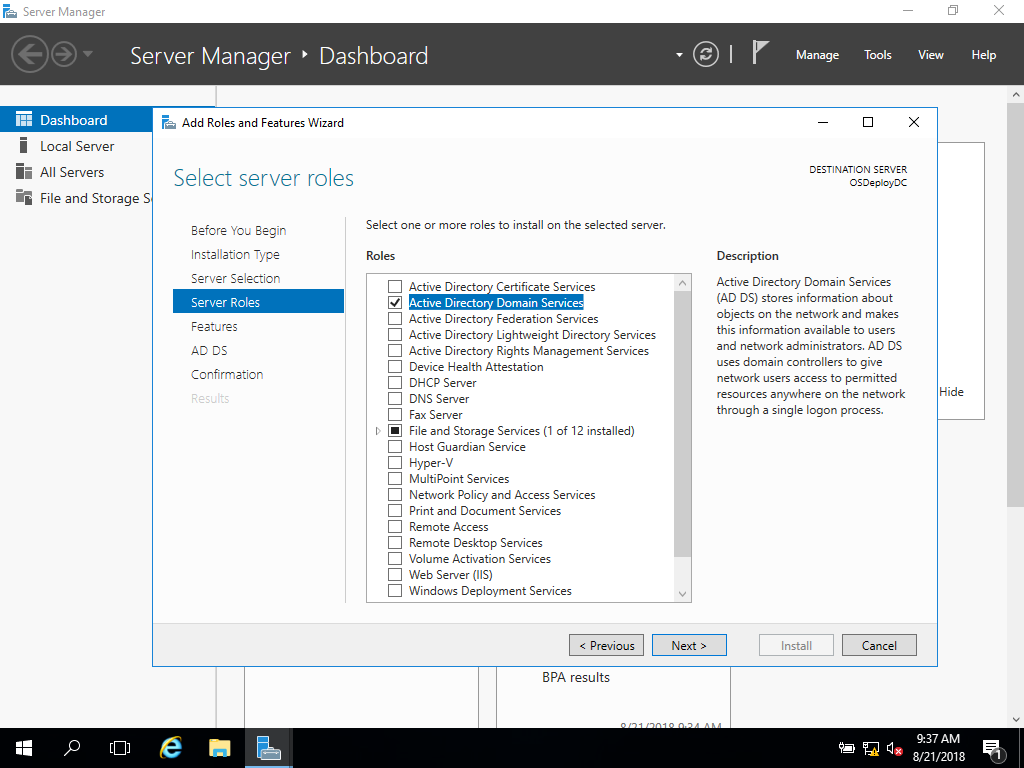 Server Manager
Server Manager ‣ Dashboard
Manage
Tools
View
Help
Dashboard
Local Server
All Servers
File and Storage S
Add Roles and Features Wizard
Select server roles
DESTINATION SERVER
OSDeployDC
Before You Begin
Installation Type
Server Selection
Server Roles
Features
AD DS
Confirmation
Results
Select one or more roles to install on the selected server.
Roles
Active Directory Certificate Services
Active Directory Domain Services
Active Directory Federation Services
Active Directory Lightweight Directory Services
Active Directory Rights Management Services
Device Health Attestation
DHCP Server
DNS Server
Fax Server
File and Storage Services (1 of 12 installed)
Host Guardian Service
Hyper-V
MultiPoint Services
Network Policy and Access Services
Print and Document Services
Remote Access
Remote Desktop Services
Volume Activation Services
Web Server (IIS)
Windows Deployment Services
Description
Active Directory Domain Services
(AD DS) stores information about
objects on the network and makes
this information available to users
and network administrators. AD DS
uses domain controllers to give
network users access to permitted
resources anywhere on the network
through a single logon process.
Hide
< Previous
Next >
Install
Cancel
BPA results
8/21/2018 9:34 AM
9:37 AM
8/21/2018
1